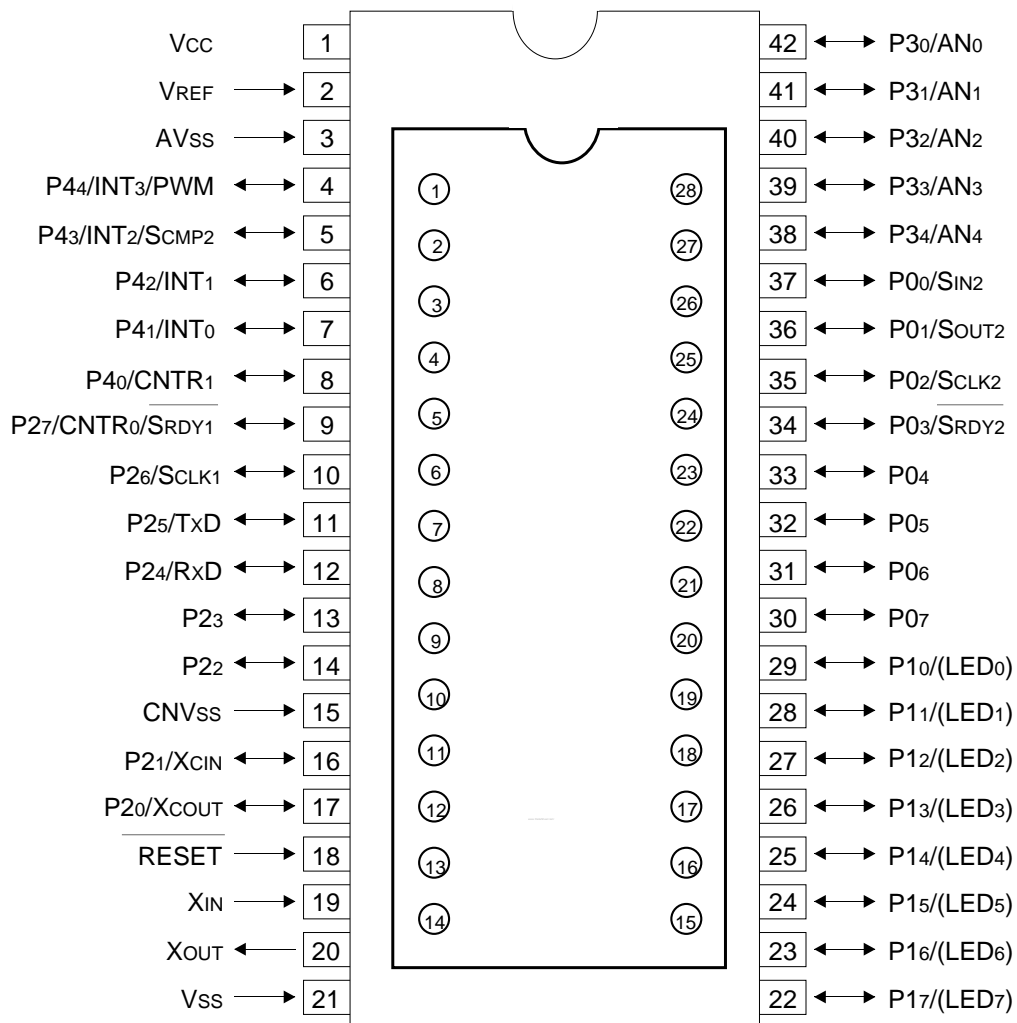 VCC 1 42 P30/AN0
VREF 2 41 P31/AN1
AVSS 3 40 P32/AN2
P44/INT3/PWM 4 1 28 39 P33/AN3
P43/INT2/SCMP2 5 2 27 38 P34/AN4
P42/INT1 6 3 26 37 P00/SIN2
P41/INT0 7 4 25 36 P01/SOUT2
P40/CNTR1 8 35 P02/SCLK2
P27/CNTR0/SRDY1 9 5 24 34 P03/SRDY2
P26/SCLK1 10 6 23 33 P04
P25/TXD 11 7 22 32 P05
P24/RXD 12 8 21 31 P06
P23 13 9 20 30 P07
P22 14 10 19 29 P10/(LED0)
CNVSS 15 28 P11/(LED1)
P21/XCIN 16 11 18 27 P12/(LED2)
P20/XCOUT 17 12 17 26 P13/(LED3)
RESET 18 13 16 25 P14/(LED4)
XIN 19 14 15 24 P15/(LED5)
XOUT 20 23 P16/(LED6)
VSS 21 22 P17/(LED7)